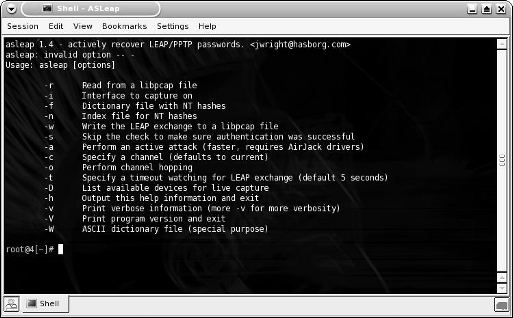 Shell - ASLeap
Session Edit View Bookmarks Settings Help
asleap 1.4 - actively recover LEAP/PPTP passwords. <jwright@hasborg.com>
asleap: invalid option -- -
Usage: asleap [options]
-r Read from a libpcap file
-i Interface to capture on
-f Dictionary file with NT hashes
-n Index file for NT hashes
-w Write the LEAP exchange to a libpcap file
-s Skip the check to make sure authentication was successful
-a Perform an active attack (faster, requires AirJack drivers)
-c Specify a channel (defaults to current)
-o Perform channel hopping
-t Specify a timeout watching for LEAP exchange (default 5 seconds)
-D List available devices for live capture
-h Output this help information and exit
-v Print verbose information (more -v for more verbosity)
-V Print program version and exit
-W ASCII dictionary file (special purpose)
root@4[~]#
Shell